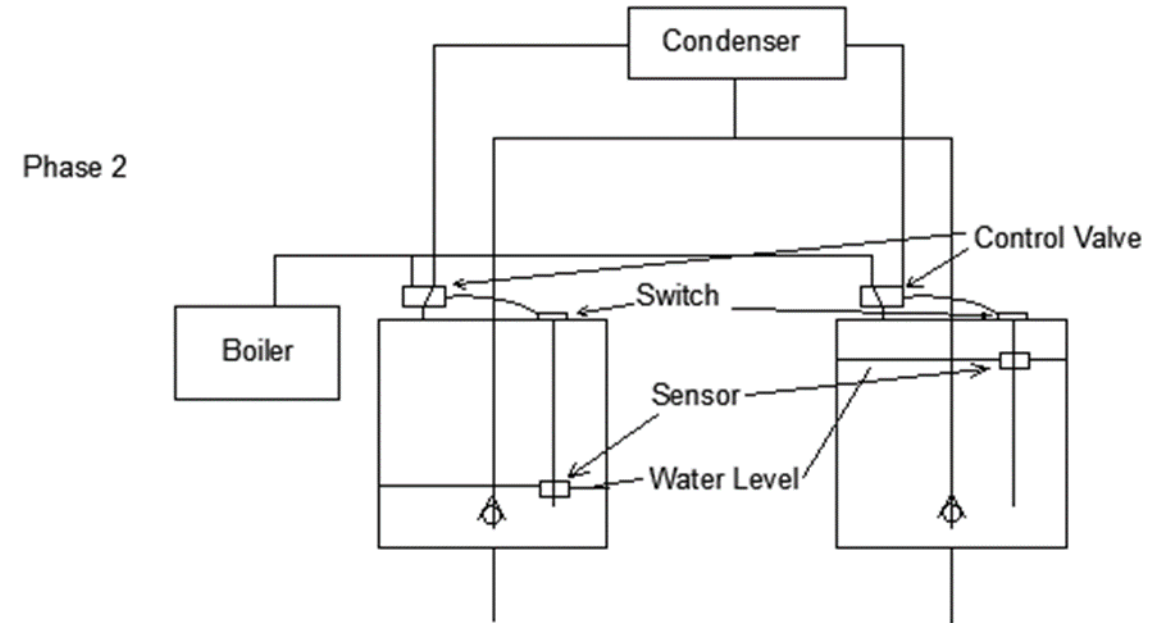 Condenser
Phase 2
Control Valve
Switch
Boiler
Sensor
Water Level